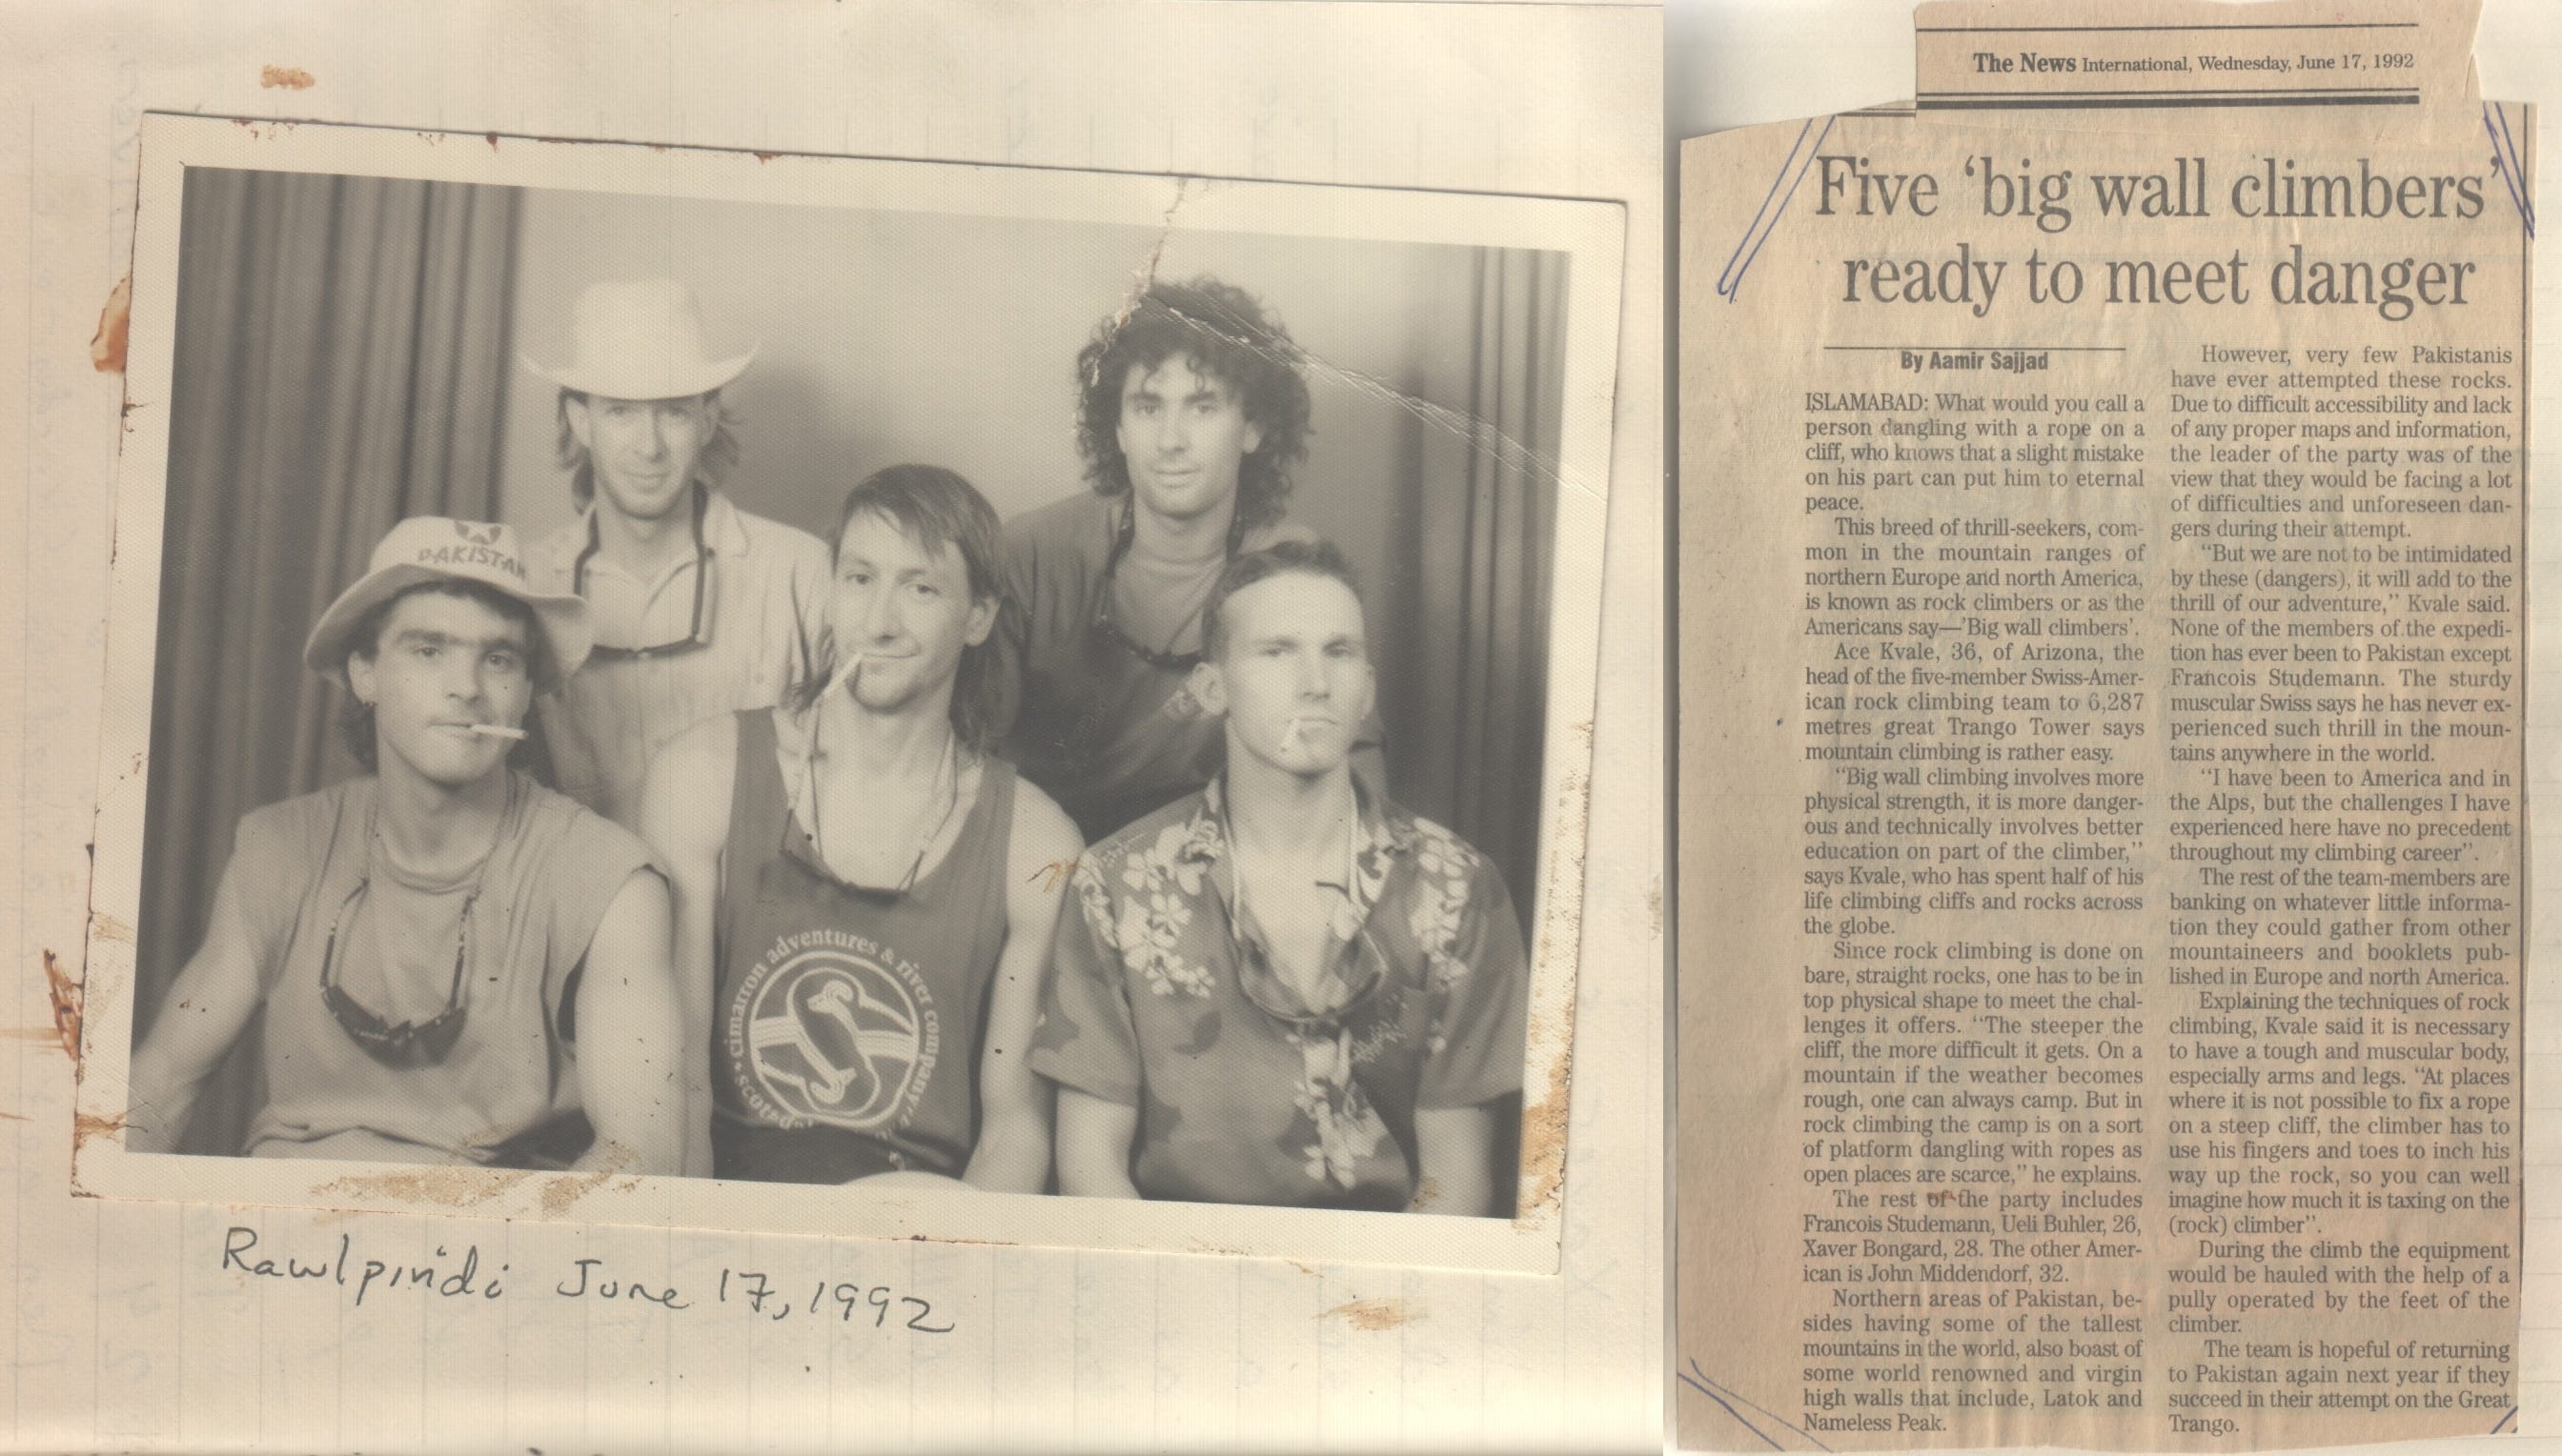 PAKISTAN
cimarron adventures & river company
Rawlpindi June 17, 1992
The News International, Wednesday, June 17, 1992
Five ‘big wall climbers’
ready to meet danger
By Aamir Sajjad
ISLAMABAD: What would you call a
person dangling with a rope on a
cliff, who knows that a slight mistake
on his part can put him to eternal
peace.
This breed of thrill-seekers, com-
mon in the mountain ranges of
northern Europe and north America,
is known as rock climbers or as the
Americans say—’Big wall climbers’.
Ace Kvale, 36, of Arizona, the
head of the five-member Swiss-Amer-
ican rock climbing team to 6,287
metres great Trango Tower says
mountain climbing is rather easy.
“Big wall climbing involves more
physical strength, it is more danger-
ous and technically involves better
education on part of the climber,”
says Kvale, who has spent half of his
life climbing cliffs and rocks across
the globe.
Since rock climbing is done on
bare, straight rocks, one has to be in
top physical shape to meet the chal-
lenges it offers. “The steeper the
cliff, the more difficult it gets. On a
mountain if the weather becomes
rough, one can always camp. But in
rock climbing the camp is on a sort
of platform dangling with ropes as
open places are scarce,” he explains.
The rest of the party includes
Francois Studemann, Ueli Buhler, 26,
Xaver Bongard, 28. The other Amer-
ican is John Middendorf, 32.
Northern areas of Pakistan, be-
sides having some of the tallest
mountains in the world, also boast of
some world renowned and virgin
high walls that include, Latok and
Nameless Peak.
However, very few Pakistanis
have ever attempted these rocks.
Due to difficult accessibility and lack
of any proper maps and information,
the leader of the party was of the
view that they would be facing a lot
of difficulties and unforeseen dan-
gers during their attempt.
“But we are not to be intimidated
by these (dangers), it will add to the
thrill of our adventure,” Kvale said.
None of the members of the expedi-
tion has ever been to Pakistan except
Francois Studemann. The sturdy
muscular Swiss says he has never ex-
perienced such thrill in the moun-
tains anywhere in the world.
“I have been to America and in
the Alps, but the challenges I have
experienced here have no precedent
throughout my climbing career”.
The rest of the team-members are
banking on whatever little informa-
tion they could gather from other
mountaineers and booklets pub-
lished in Europe and north America.
Explaining the techniques of rock
climbing, Kvale said it is necessary
to have a tough and muscular body,
especially arms and legs. “At places
where it is not possible to fix a rope
on a steep cliff, the climber has to
use his fingers and toes to inch his
way up the rock, so you can well
imagine how much it is taxing on the
(rock) climber”.
During the climb the equipment
would be hauled with the help of a
pully operated by the feet of the
climber.
The team is hopeful of returning
to Pakistan again next year if they
succeed in their attempt on the Great
Trango.